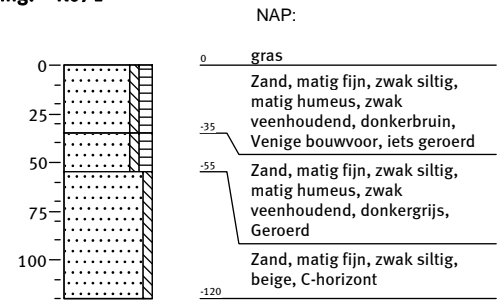 NAP:
0
25
50
75
100
0 gras
Zand, matig fijn, zwak siltig,
matig humeus, zwak
veenhoudend, donkerbruin,
Venige bouwvoor, iets geroerd
-35
Zand, matig fijn, zwak siltig,
matig humeus, zwak
veenhoudend, donkergrijs,
Geroerd
-55
Zand, matig fijn, zwak siltig,
beige, C-horizont
-120